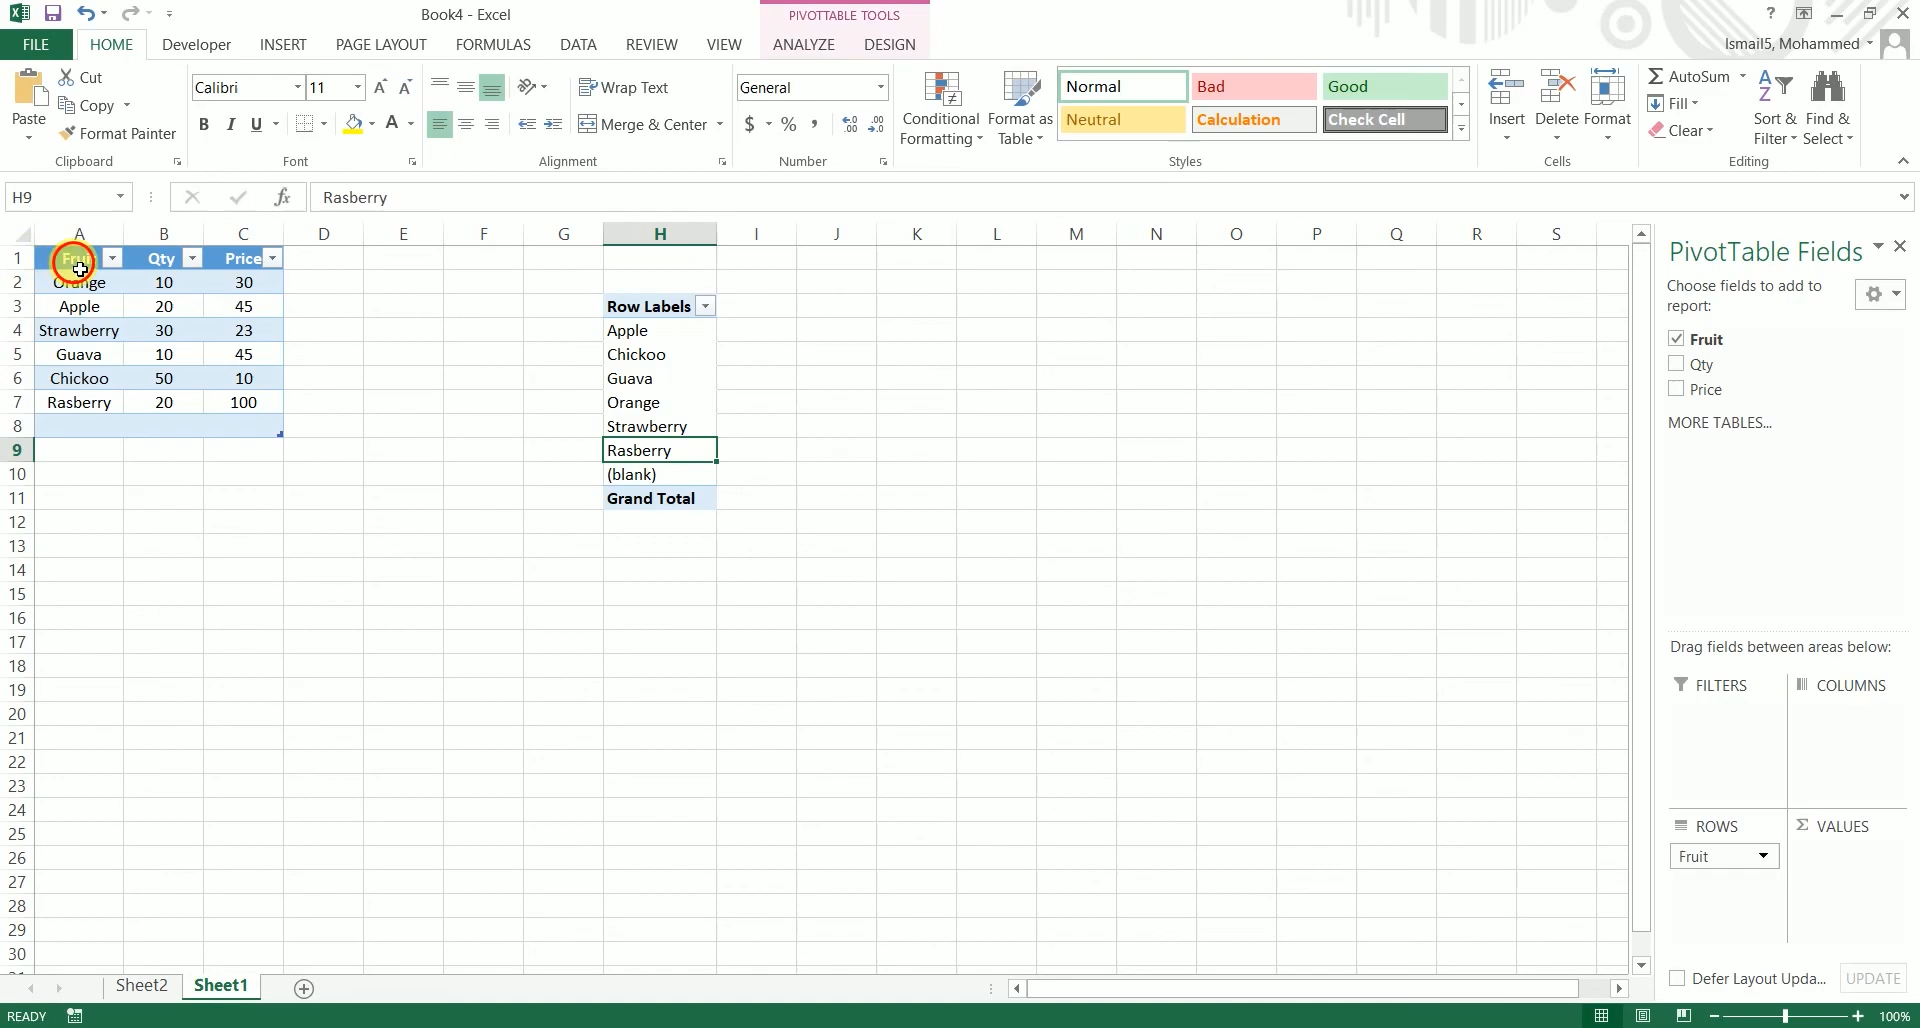 Book4 - Excel
PIVOTTABLE TOOLS
?
FILE HOME Developer INSERT PAGE LAYOUT FORMULAS DATA REVIEW VIEW ANALYZE DESIGN
Ismail5, Mohammed
Paste
Cut
Copy
Format Painter
Clipboard
Calibri 11
B I U
Font
Wrap Text
Merge & Center
Alignment
General
$ % ,
Number
Conditional Formatting
Format as Table
Normal Bad Good
Neutral Calculation Check Cell
Styles
Insert Delete Format
Cells
AutoSum
Fill
Clear
Sort & Filter
Find & Select
Editing
H9 fx Rasberry
A B C D E F G H I J K L M N O P Q R S
1 Fruit Qty Price
2 Orange 10 30
3 Apple 20 45 Row Labels
4 Strawberry 30 23 Apple
5 Guava 10 45 Chickoo
6 Chickoo 50 10 Guava
7 Rasberry 20 100 Orange
8 Strawberry
9 Rasberry
10 (blank)
11 Grand Total
12
13
14
15
16
17
18
19
20
21
22
23
24
25
26
27
28
29
30
PivotTable Fields
Choose fields to add to
report:
Fruit
Qty
Price
MORE TABLES...
Drag fields between areas below:
FILTERS COLUMNS
ROWS VALUES
Fruit
Defer Layout Upda... UPDATE
Sheet2 Sheet1
READY 100%